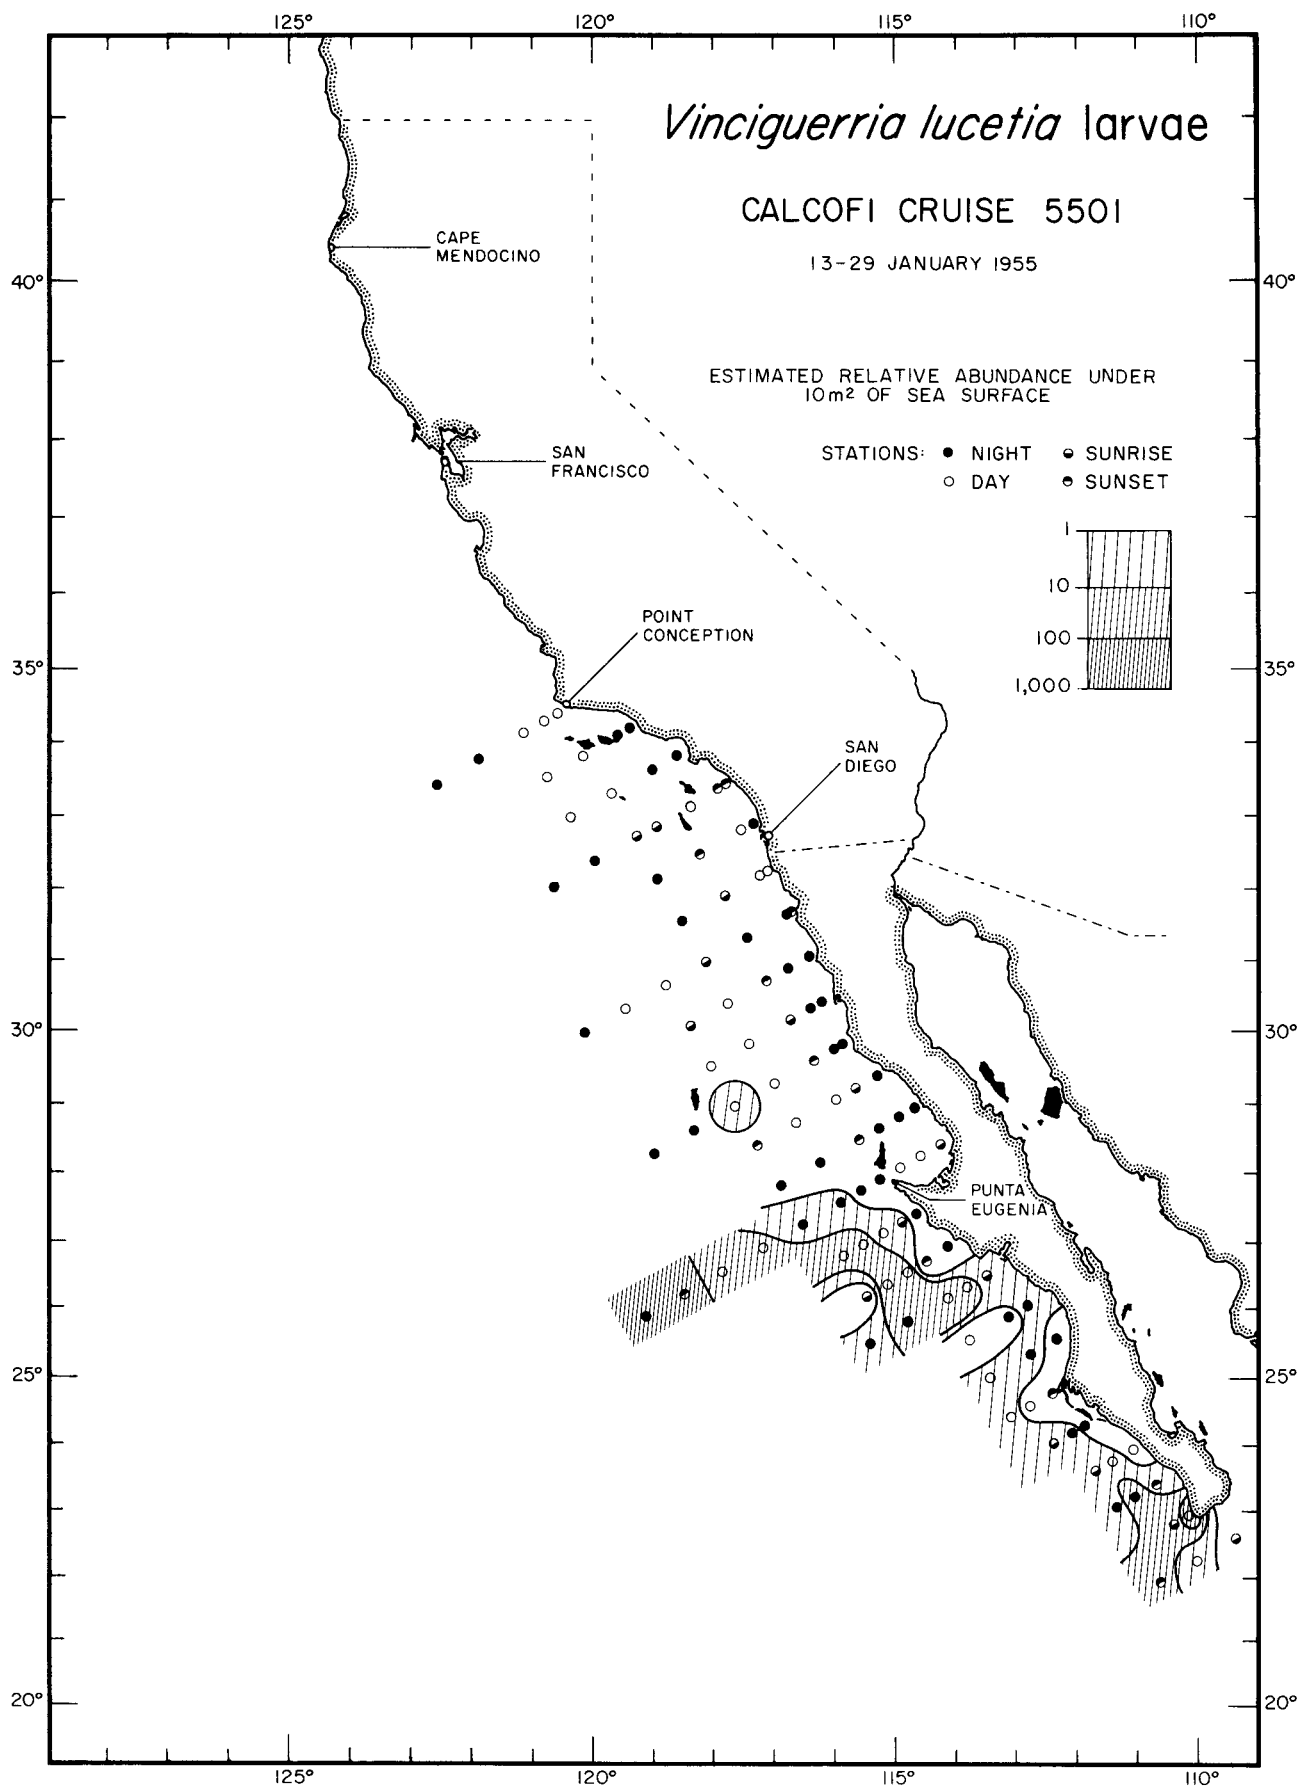 125°
120°
115°
110°
Vinciguerria lucetia larvae
CALCOFI CRUISE 5501
13-29 JANUARY 1955
CAPE
MENDOCINO
40°
40°
ESTIMATED RELATIVE ABUNDANCE UNDER
10m² OF SEA SURFACE
STATIONS: ● NIGHT ◒ SUNRISE
○ DAY ◓ SUNSET
SAN
FRANCISCO
1
10
100
1,000
POINT
CONCEPTION
35°
35°
SAN
DIEGO
30°
30°
PUNTA
EUGENIA
25°
25°
20°
20°
125°
120°
115°
110°